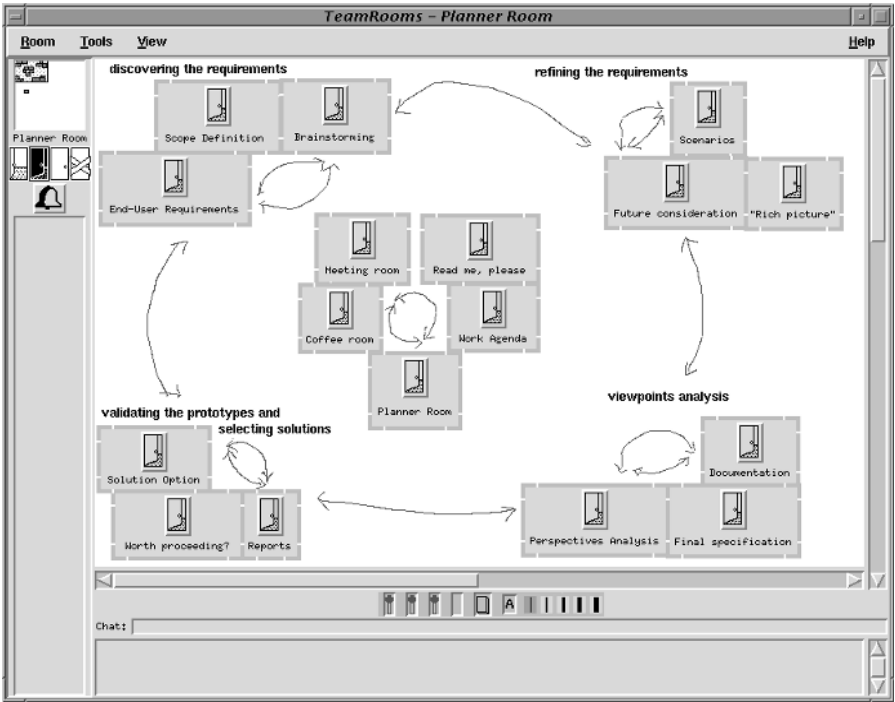 TeamRooms – Planner Room
Room Tools View Help
Planner Room
discovering the requirements
Scope Definition
Brainstorming
End-User Requirements
refining the requirements
Scenarios
Future consideration
"Rich picture"
Meeting room
Read me, please
Coffee room
Work Agenda
Planner Room
validating the prototypes and
selecting solutions
Solution Option
Worth proceeding?
Reports
viewpoints analysis
Documentation
Perspectives Analysis
Final specification
A
Chat: